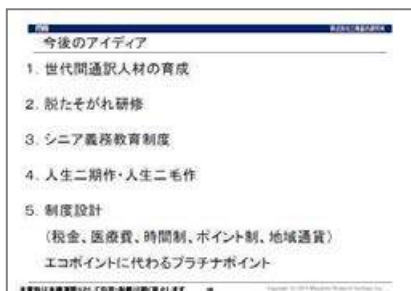 今後のアイディア
1. 世代間通訳人材の育成
2. 脱たそがれ研修
3. シニア義務教育制度
4. 人生二期作・人生二毛作
5. 制度設計
(税金、医療費、時間制、ポイント制、地域通貨)
エコポイントに代わるプラチナポイント